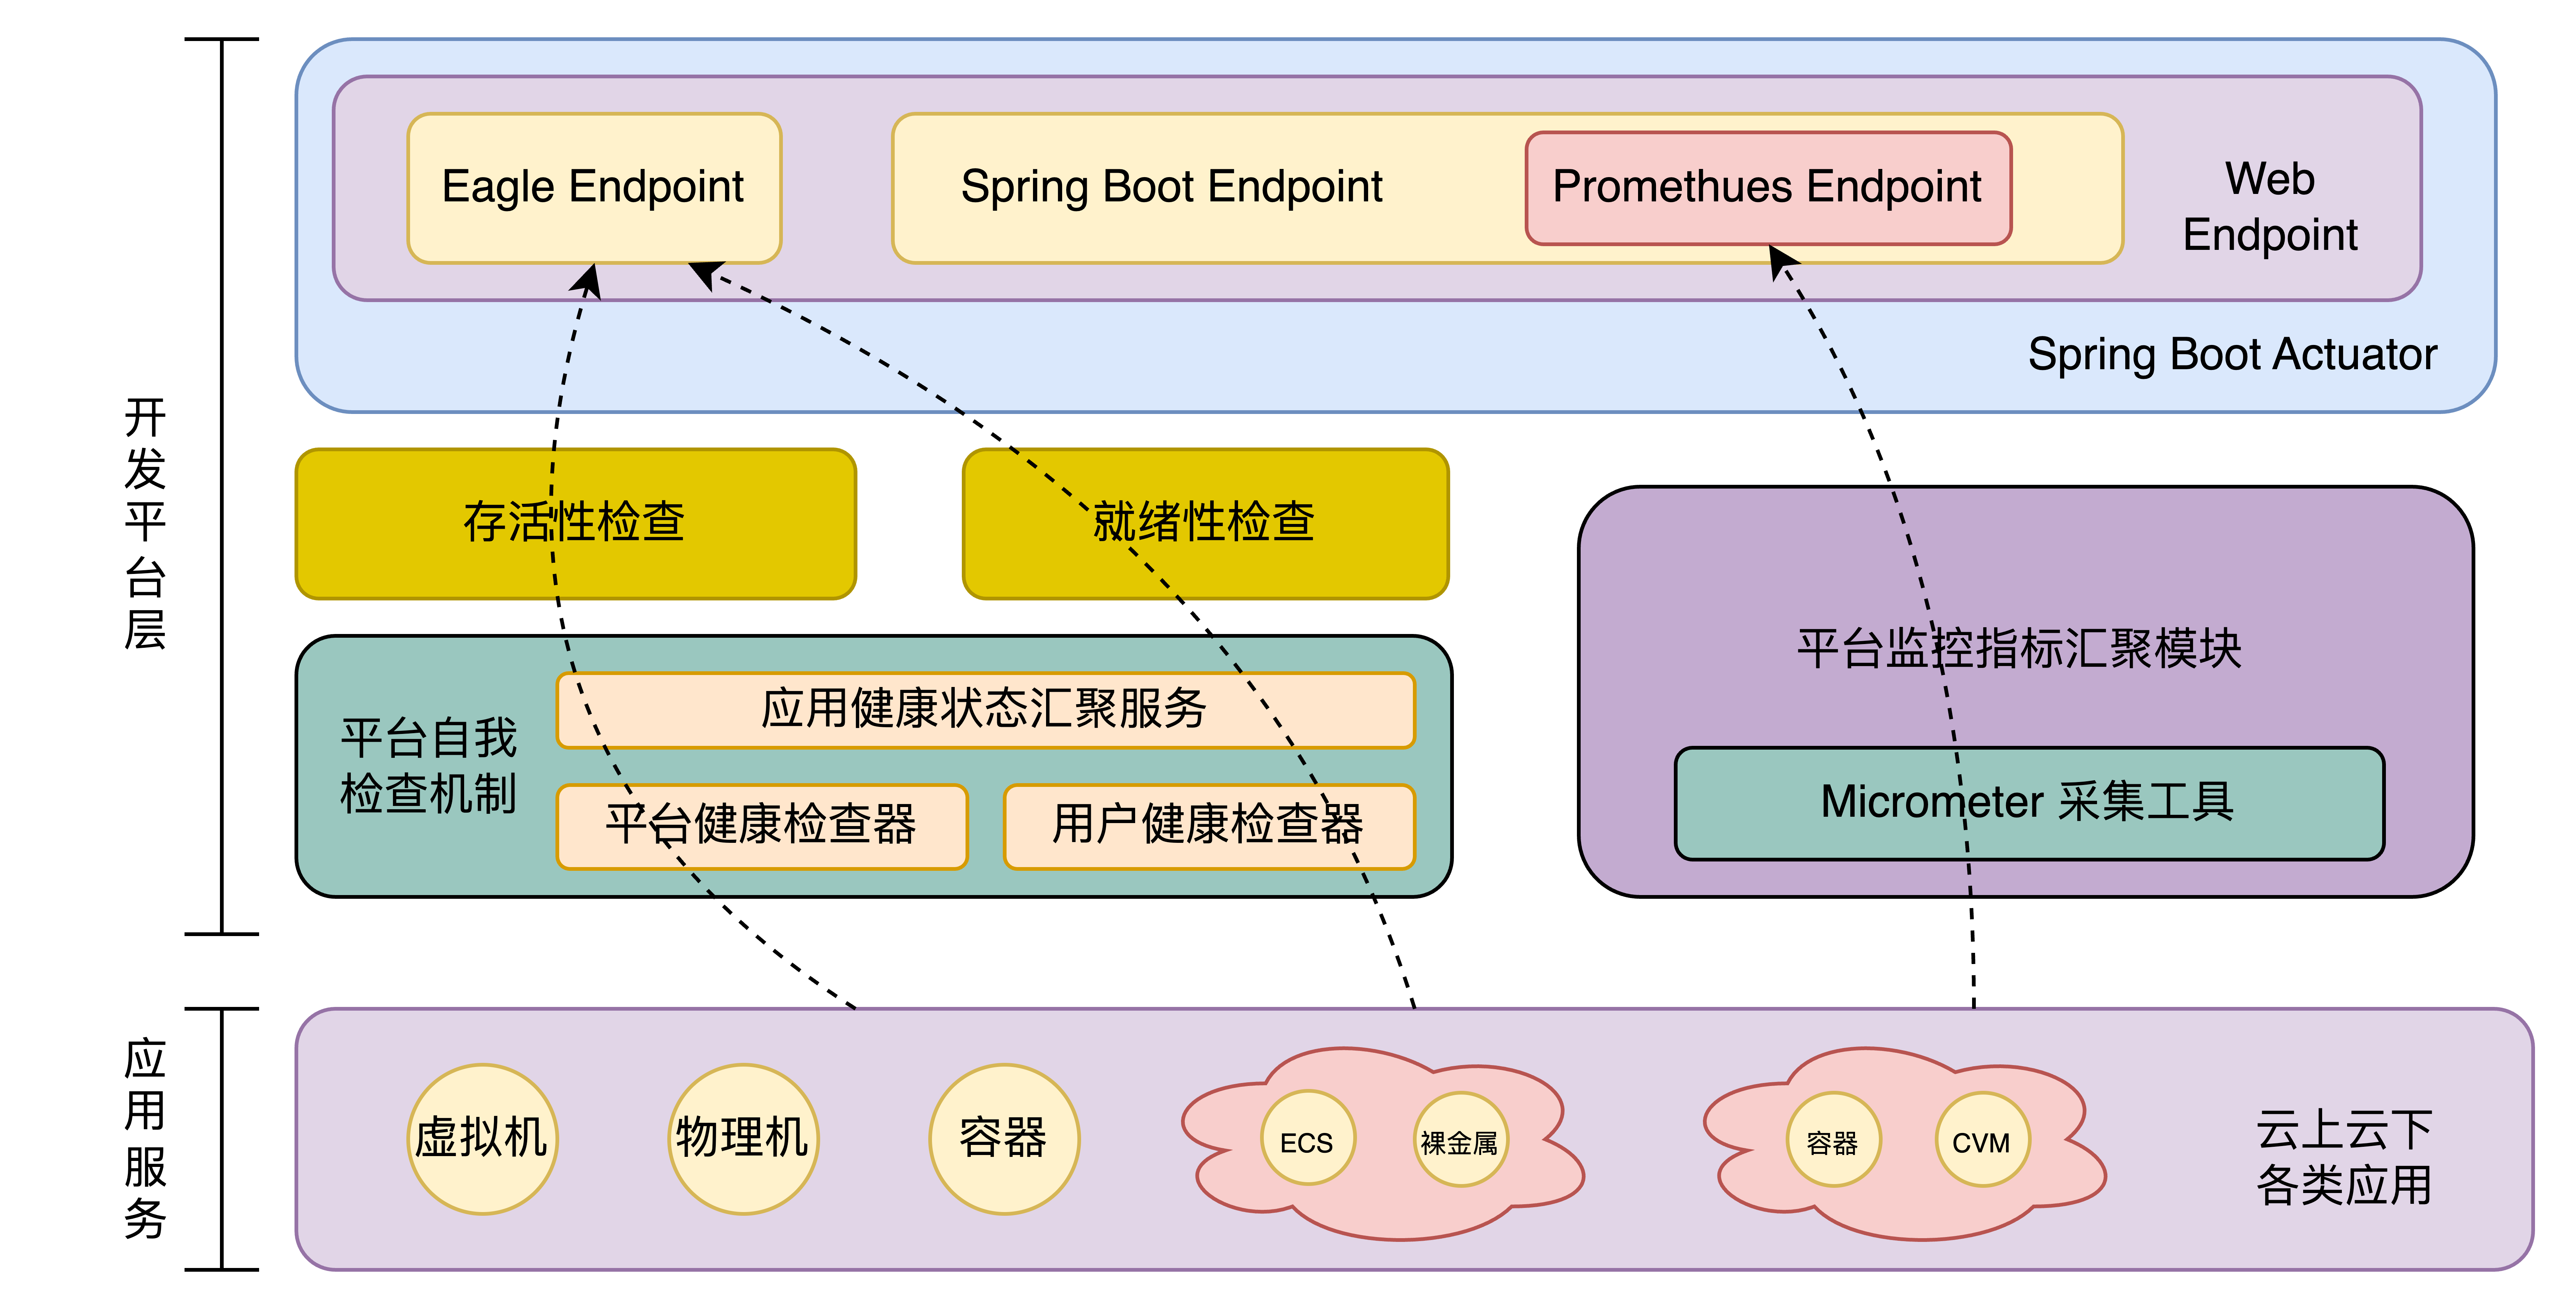 开发平台层
Eagle Endpoint
Spring Boot Endpoint
Promethues Endpoint
Web
Endpoint
Spring Boot Actuator
存活性检查
就绪性检查
平台自我
检查机制
应用健康状态汇聚服务
平台健康检查器
用户健康检查器
平台监控指标汇聚模块
Micrometer 采集工具
应用服务
虚拟机
物理机
容器
ECS
裸金属
容器
CVM
云上云下
各类应用